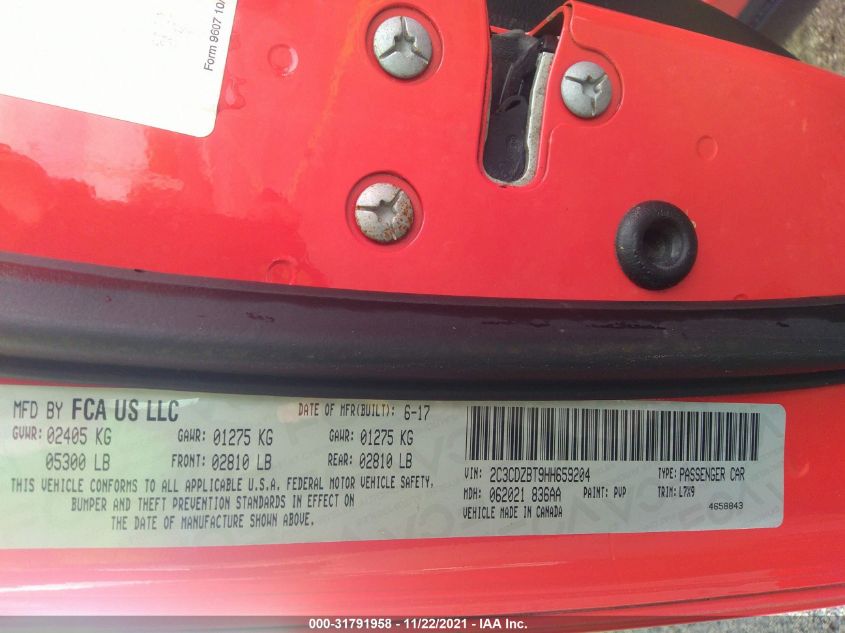 Form 9607 10/
MFD BY FCA US LLC
DATE OF MFR(BUILT): 6-17
GVWR: 02405 KG
GAWR: 01275 KG
GAWR: 01275 KG
05300 LB
FRONT: 02810 LB
REAR: 02810 LB
THIS VEHICLE CONFORMS TO ALL APPLICABLE U.S.A. FEDERAL MOTOR VEHICLE SAFETY,
BUMPER AND THEFT PREVENTION STANDARDS IN EFFECT ON
THE DATE OF MANUFACTURE SHOWN ABOVE.
VIN: 2C3CDZBT9HH659204
TYPE: PASSENGER CAR
MDH: 062021 836AA
PAINT: PVP
TRIM: L7X9
VEHICLE MADE IN CANADA
4658843
000-31791958 - 11/22/2021 - IAA Inc.